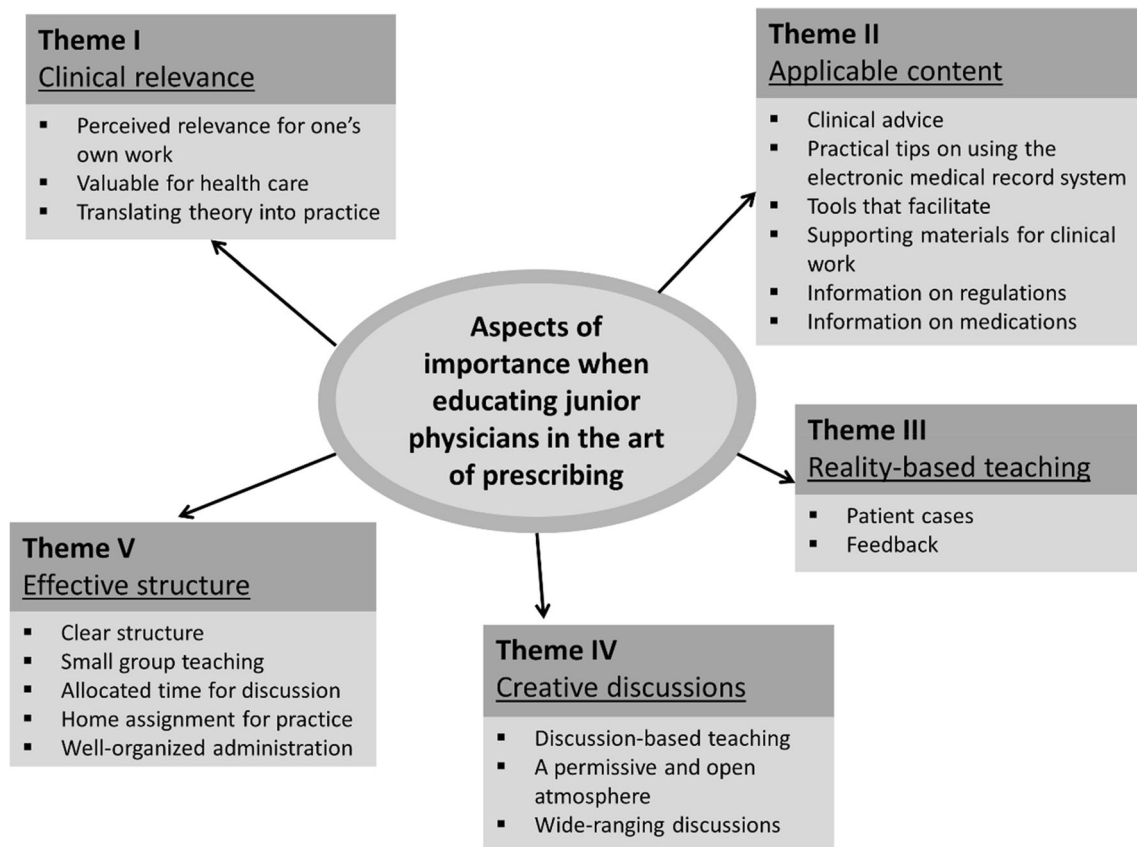 Theme I
Clinical relevance
▪ Perceived relevance for one's
own work
▪ Valuable for health care
▪ Translating theory into practice
Theme II
Applicable content
▪ Clinical advice
▪ Practical tips on using the
electronic medical record system
▪ Tools that facilitate
▪ Supporting materials for clinical
work
▪ Information on regulations
▪ Information on medications
Aspects of
importance when
educating junior
physicians in the art
of prescribing
Theme III
Reality-based teaching
▪ Patient cases
▪ Feedback
Theme V
Effective structure
▪ Clear structure
▪ Small group teaching
▪ Allocated time for discussion
▪ Home assignment for practice
▪ Well-organized administration
Theme IV
Creative discussions
▪ Discussion-based teaching
▪ A permissive and open
atmosphere
▪ Wide-ranging discussions